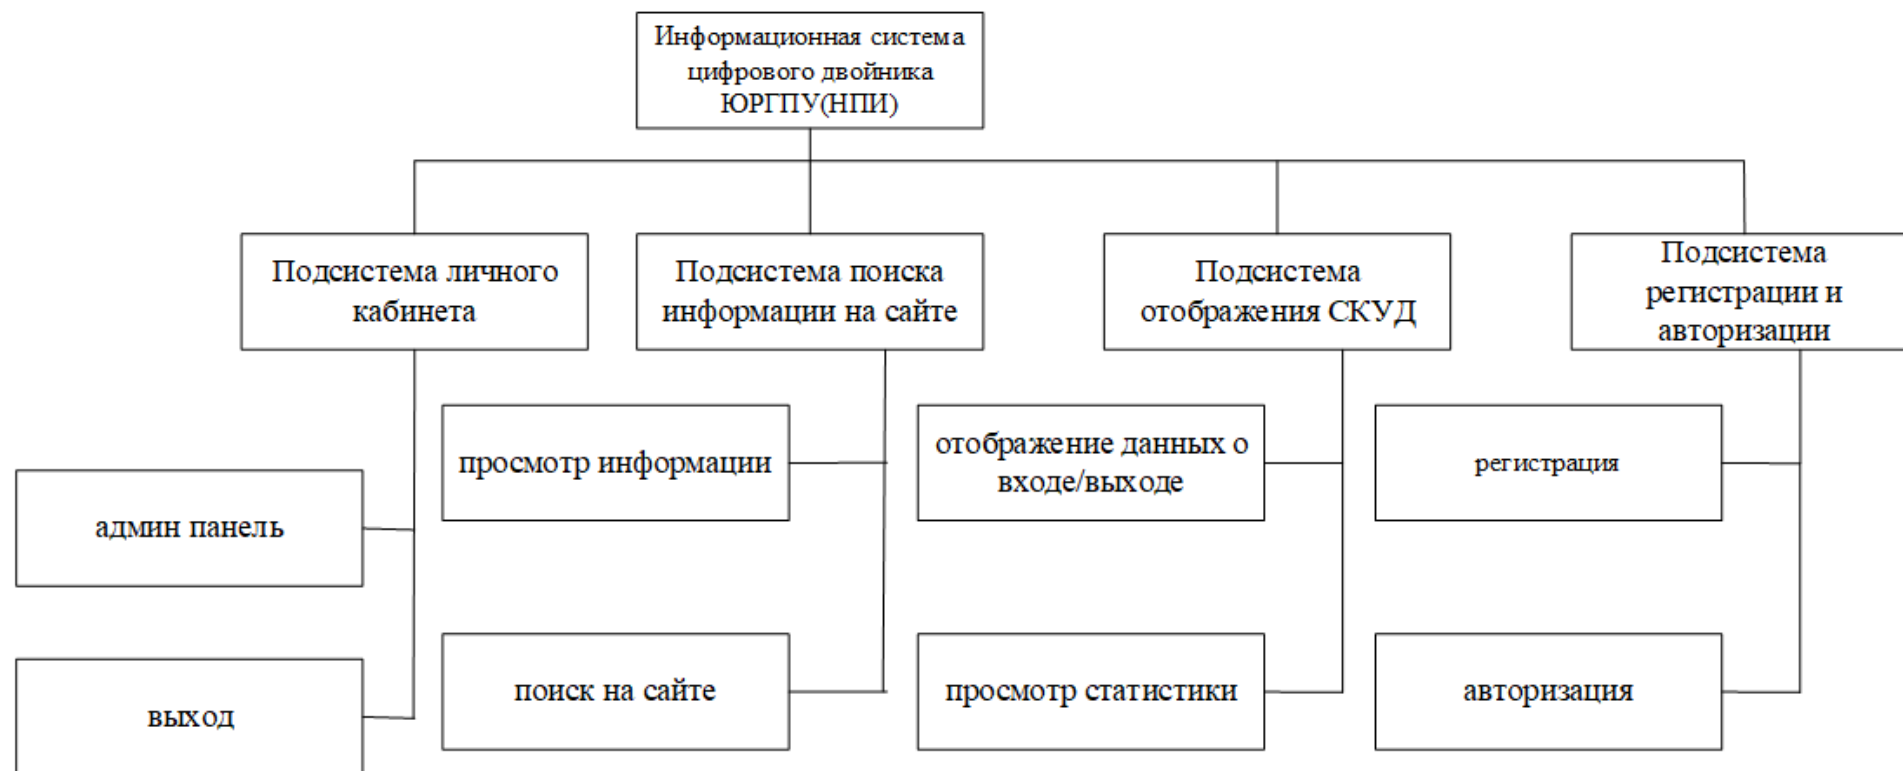 Информационная система
цифрового двойника
ЮРГПУ(НПИ)
Подсистема личного
кабинета
Подсистема поиска
информации на сайте
Подсистема
отображения СКУД
Подсистема
регистрации и
авторизации
просмотр информации
отображение данных о
входе/выходе
регистрация
админ панель
поиск на сайте
просмотр статистики
авторизация
выход